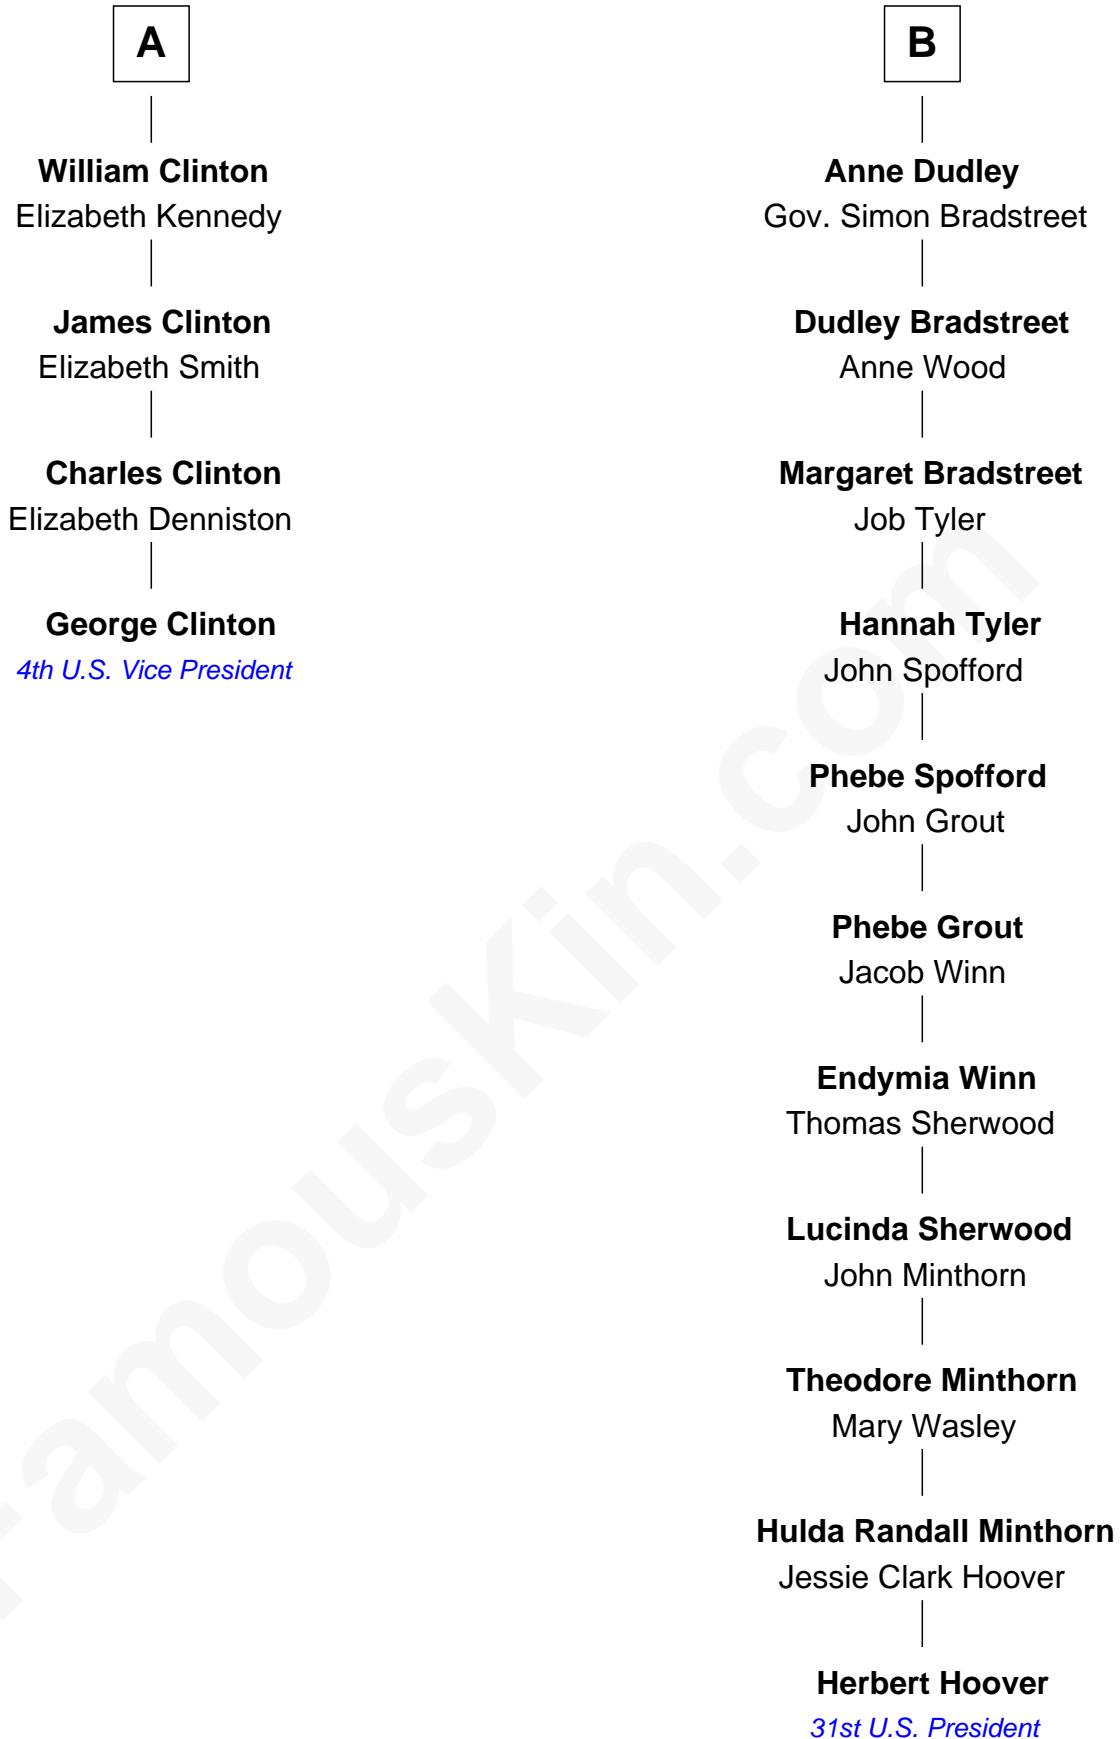 A
William Clinton
Elizabeth Kennedy
James Clinton
Elizabeth Smith
Charles Clinton
Elizabeth Denniston
George Clinton
4th U.S. Vice President
B
Anne Dudley
Gov. Simon Bradstreet
Dudley Bradstreet
Anne Wood
Margaret Bradstreet
Job Tyler
Hannah Tyler
John Spofford
Phebe Spofford
John Grout
Phebe Grout
Jacob Winn
Endymia Winn
Thomas Sherwood
Lucinda Sherwood
John Minthorn
Theodore Minthorn
Mary Wasley
Hulda Randall Minthorn
Jessie Clark Hoover
Herbert Hoover
31st U.S. President
FamousKin.com